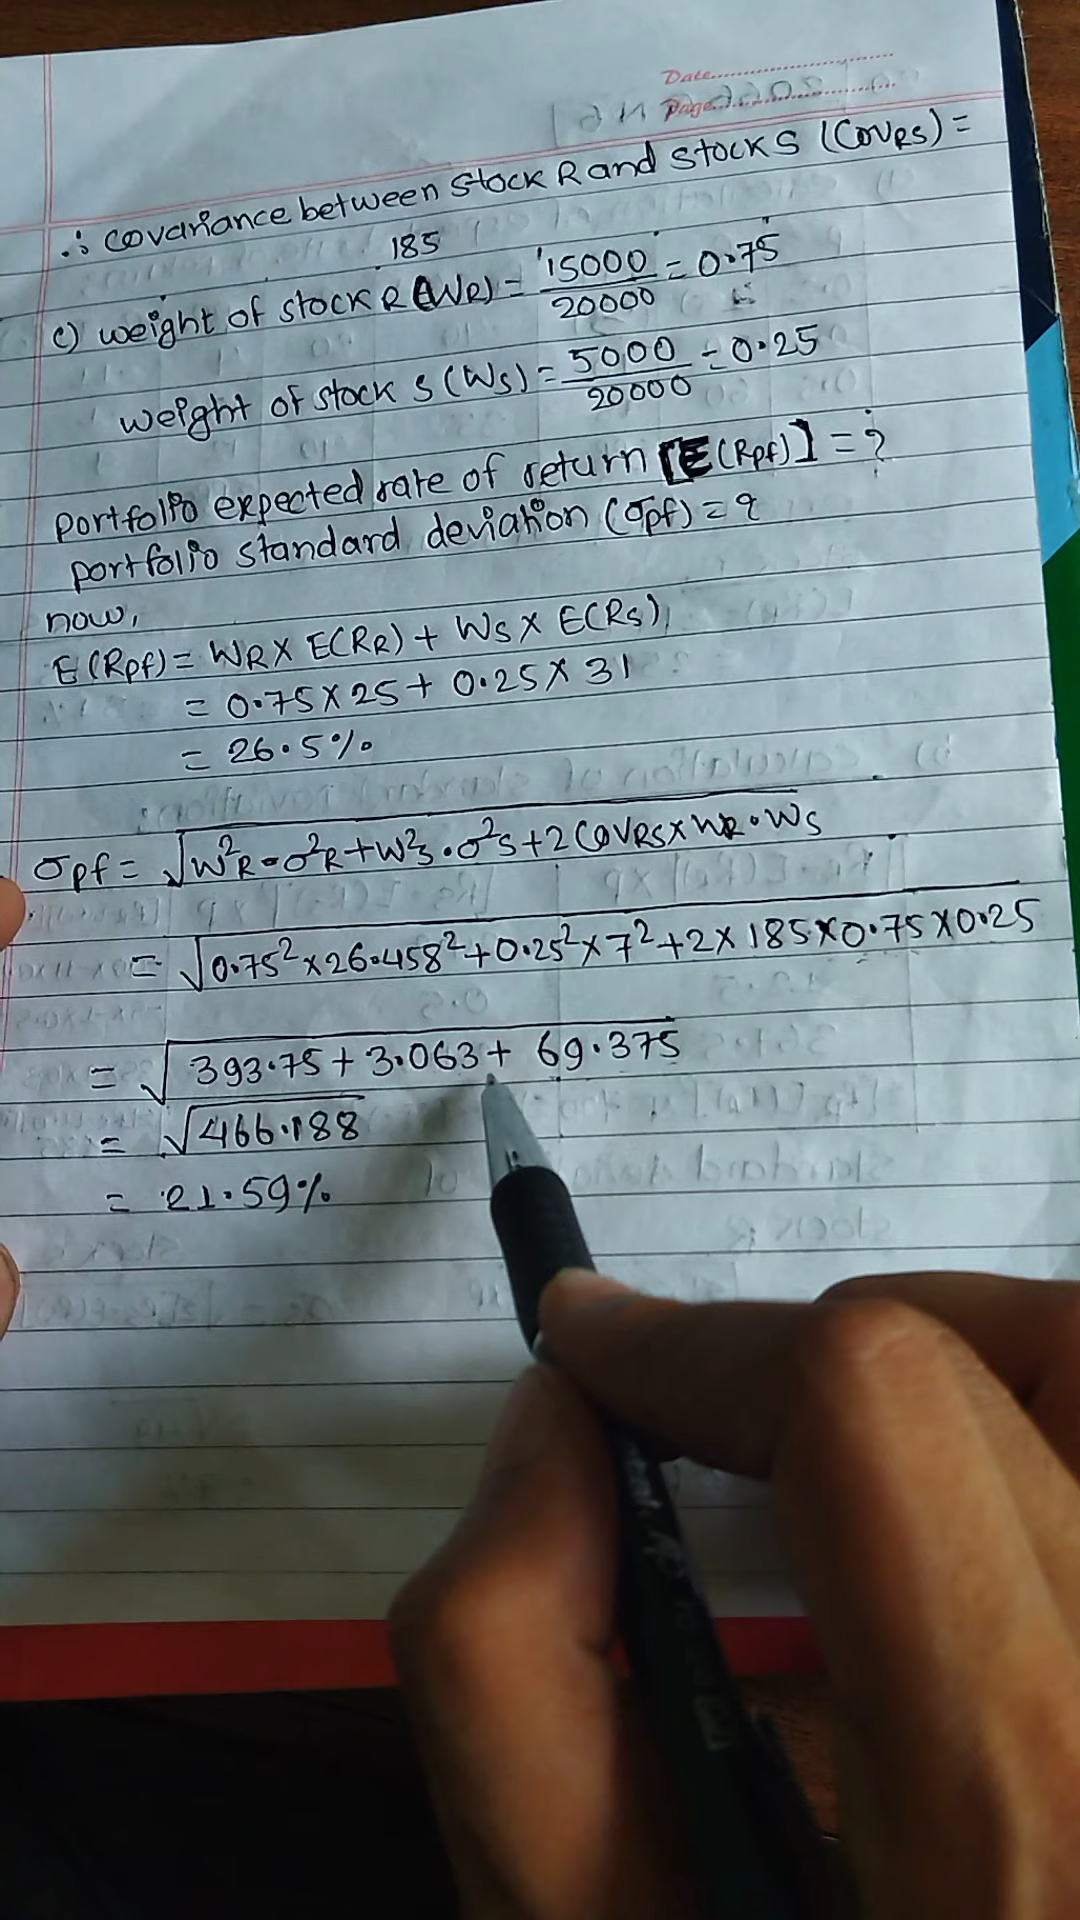 Date
Page
∴ covariance between stock R and stock S (CovRS) =
185
c) weight of stock R (WR) = 15000/20000 = 0.75
weight of stock S (WS) = 5000/20000 = 0.25
portfolio expected rate of return [E(Rpf)] = ?
portfolio standard deviation (σpf) = ?
now,
E(Rpf) = WR X E(RR) + WS X E(RS)
= 0.75 X 25 + 0.25 X 31
= 26.5%
σpf = √W²R · σ²R + W²S · σ²S + 2 CovRS x WR · WS
= √0.75² x 26.458² + 0.25² x 7² + 2 x 185 x 0.75 x 0.25
= √393.75 + 3.063 + 69.375
= √466.188
= 21.59%